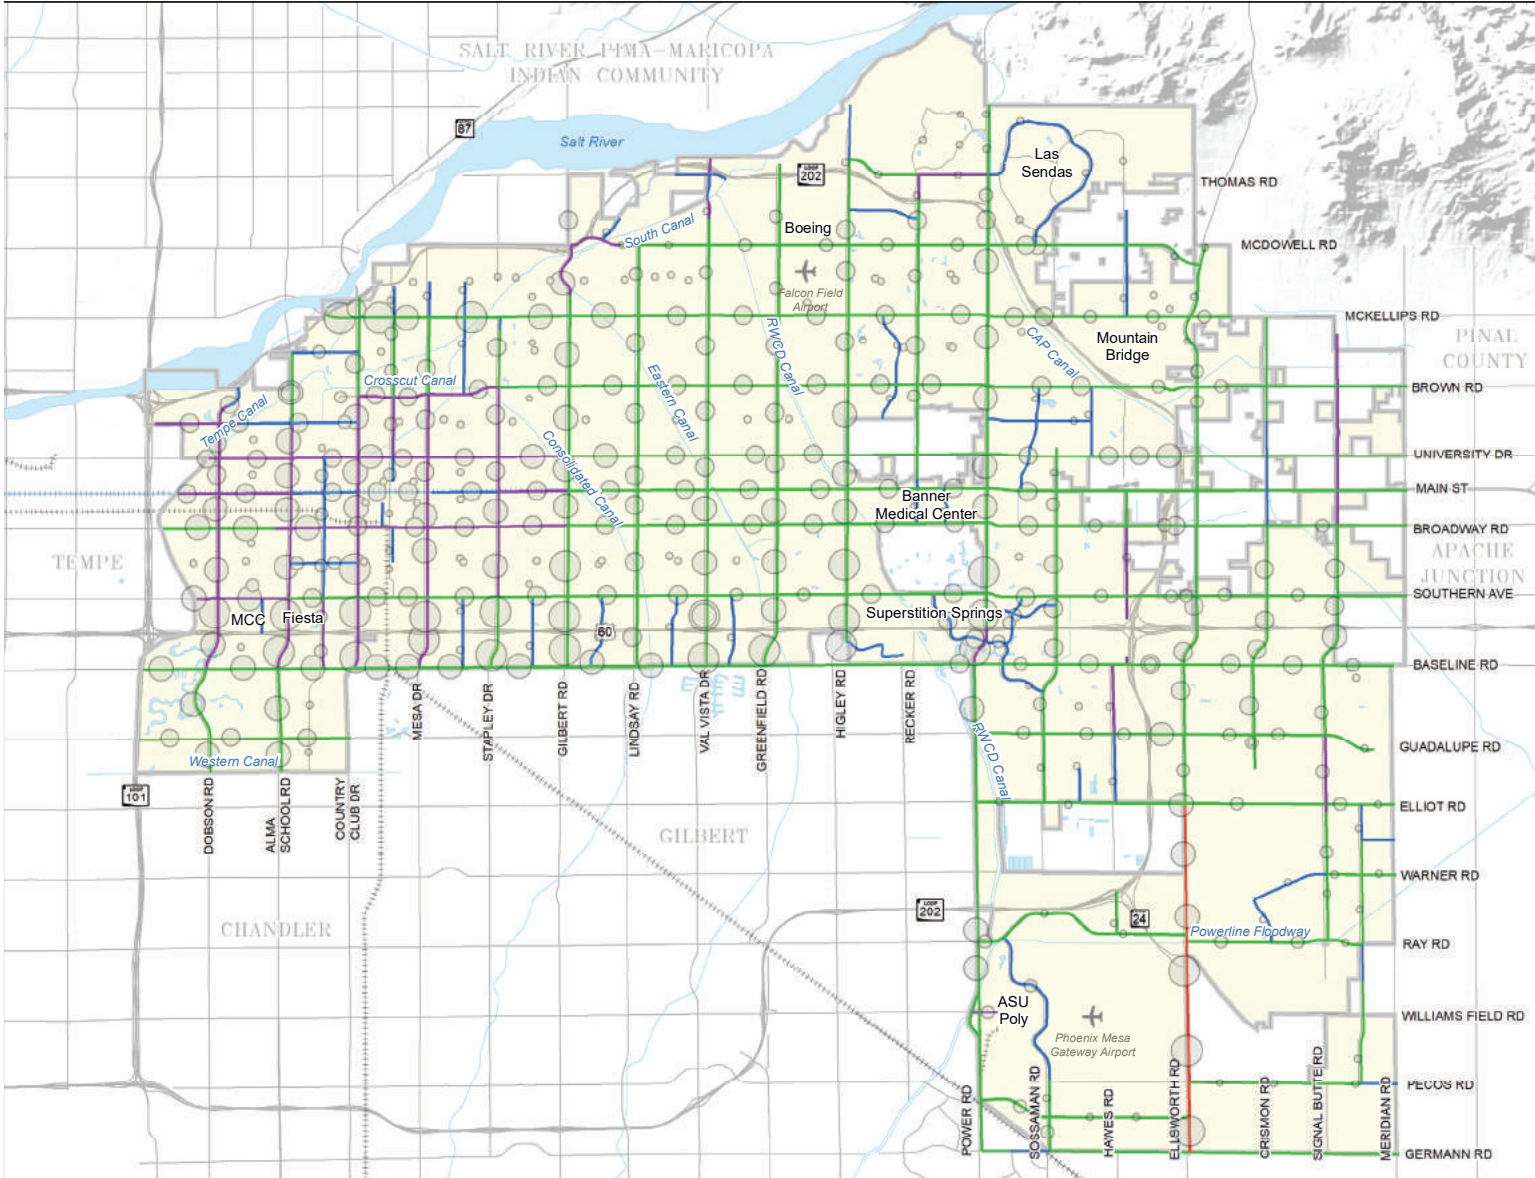 SALT RIVER PIMA-MARICOPA
INDIAN COMMUNITY
87
Salt River
LOOP
202
Las
Sendas
THOMAS RD
South Canal
Boeing
MCDOWELL RD
Falcon Field
Airport
MCKELLIPS RD
RWCD Canal
CAP Canal
Mountain
Bridge
PINAL
COUNTY
Crosscut Canal
Eastern Canal
BROWN RD
Tempe Canal
Consolidated Canal
UNIVERSITY DR
MAIN ST
Banner
Medical Center
BROADWAY RD
TEMPE
APACHE
JUNCTION
SOUTHERN AVE
MCC
Fiesta
Superstition Springs
60
BASELINE RD
MESA DR
STAPLEY DR
GILBERT RD
LINDSAY RD
VAL VISTA DR
GREENFIELD RD
HIGLEY RD
RECKER RD
RWCD Canal
GUADALUPE RD
Western Canal
LOOP
101
DOBSON RD
ALMA
SCHOOL RD
COUNTRY
CLUB DR
ELLIOT RD
GILBERT
WARNER RD
LOOP
202
24
CHANDLER
Powerline Floodway
RAY RD
ASU
Poly
WILLIAMS FIELD RD
Phoenix Mesa
Gateway Airport
PECOS RD
POWER RD
SOSSAMAN RD
HAWES RD
ELLSWORTH RD
CRISMON RD
SIGNAL BUTTE RD
MERIDIAN RD
GERMANN RD